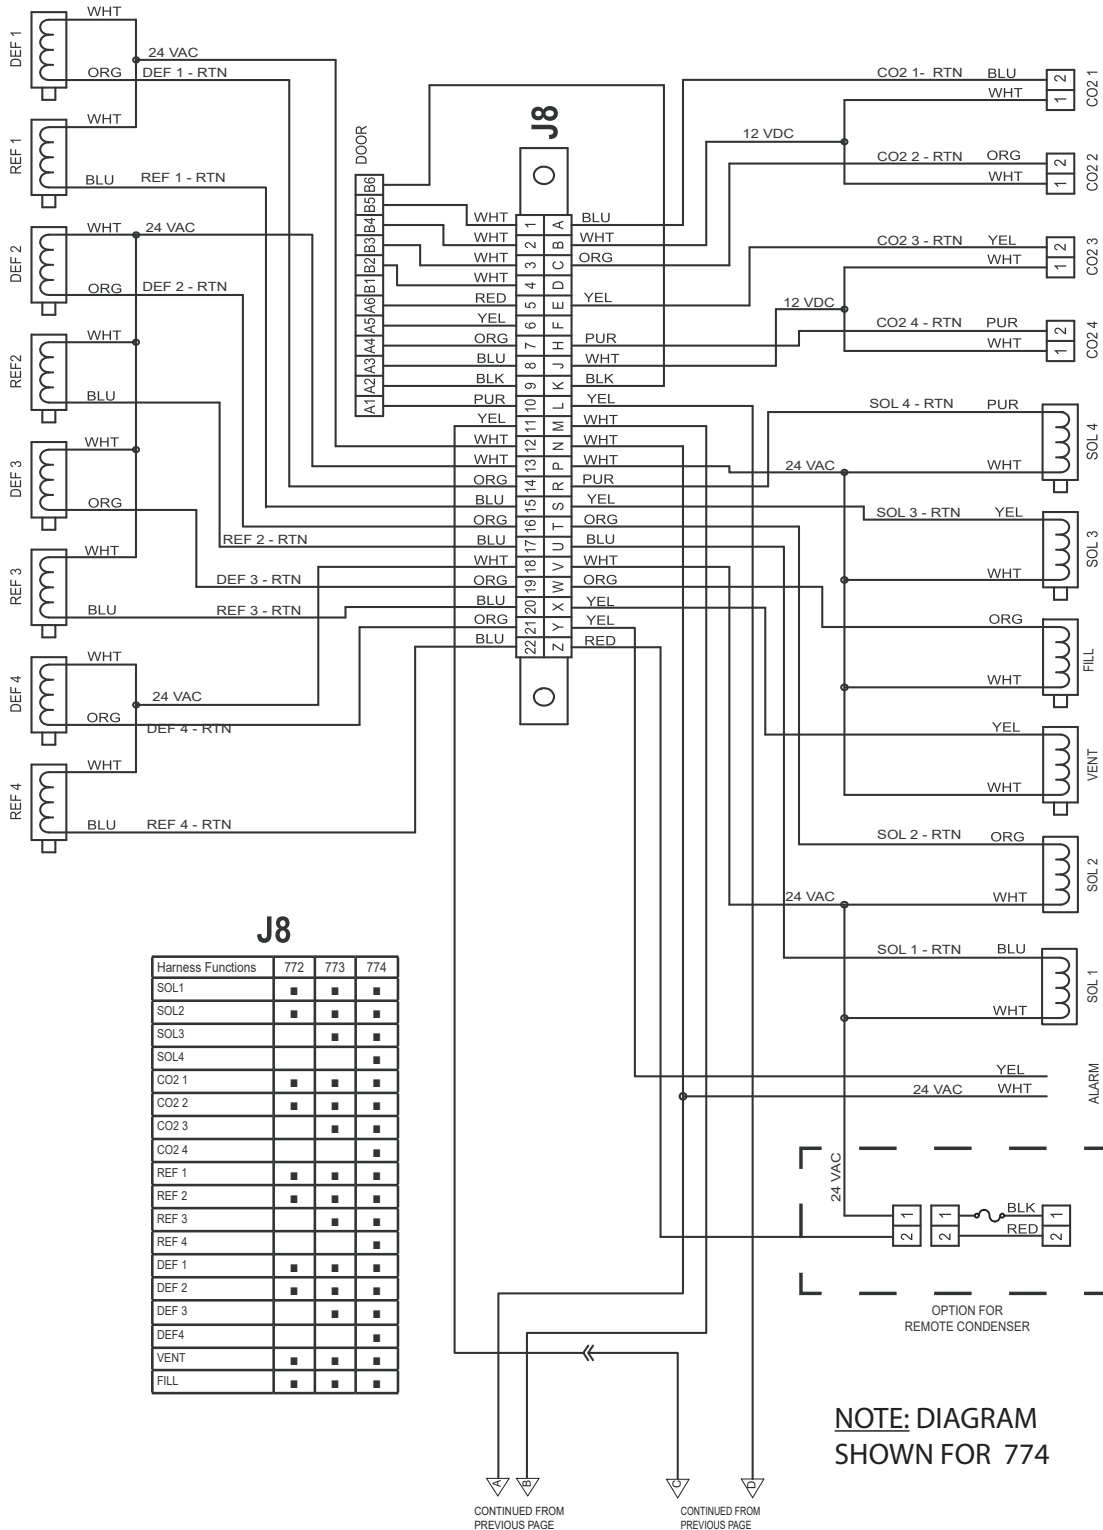 WHT
24 VAC
ORG DEF 1 - RTN
DEF 1
WHT
BLU REF 1 - RTN
REF 1
WHT 24 VAC
ORG DEF 2 - RTN
DEF 2
WHT
BLU
REF2
WHT
ORG
DEF 3
REF 2 - RTN
WHT
DEF 3 - RTN
BLU REF 3 - RTN
REF 3
WHT
24 VAC
ORG
DEF 4 - RTN
DEF 4
WHT
BLU REF 4 - RTN
REF 4
DOOR
B6
B5
B4
B3
B2
B1
A6
A5
A4
A3
A2
A1
J8
WHT 1 A BLU
WHT 2 B WHT
WHT 3 C ORG
WHT 4 D
RED 5 E YEL
YEL 6 F
ORG 7 H PUR
BLU 8 J WHT
BLK 9 K BLK
PUR 10 L YEL
YEL 11 M WHT
WHT 12 N WHT
WHT 13 P WHT
ORG 14 R PUR
BLU 15 S YEL
ORG 16 T ORG
BLU 17 U BLU
WHT 18 V WHT
ORG 19 W ORG
BLU 20 X YEL
ORG 21 Y YEL
BLU 22 Z RED
CO2 1- RTN BLU 2
WHT 1
CO2 1
12 VDC
CO2 2 - RTN ORG 2
WHT 1
CO2 2
CO2 3 - RTN YEL 2
WHT 1
CO2 3
12 VDC
CO2 4 - RTN PUR 2
WHT 1
CO2 4
SOL 4 - RTN PUR
24 VAC WHT
SOL 4
SOL 3 - RTN YEL
WHT
SOL 3
ORG
WHT
FILL
YEL
WHT
VENT
SOL 2 - RTN ORG
24 VAC WHT
SOL 2
SOL 1 - RTN BLU
WHT
SOL 1
YEL
24 VAC WHT
ALARM
24 VAC
1 1 BLK 1
2 2 RED 2
OPTION FOR
REMOTE CONDENSER
J8
Harness Functions 772 773 774
SOL1 ■ ■ ■
SOL2 ■ ■ ■
SOL3 ■ ■
SOL4 ■
CO2 1 ■ ■ ■
CO2 2 ■ ■ ■
CO2 3 ■ ■
CO2 4 ■
REF 1 ■ ■ ■
REF 2 ■ ■ ■
REF 3 ■ ■
REF 4 ■
DEF 1 ■ ■ ■
DEF 2 ■ ■ ■
DEF 3 ■ ■
DEF4 ■
VENT ■ ■ ■
FILL ■ ■ ■
NOTE: DIAGRAM
SHOWN FOR 774
A B C D
CONTINUED FROM
PREVIOUS PAGE
CONTINUED FROM
PREVIOUS PAGE